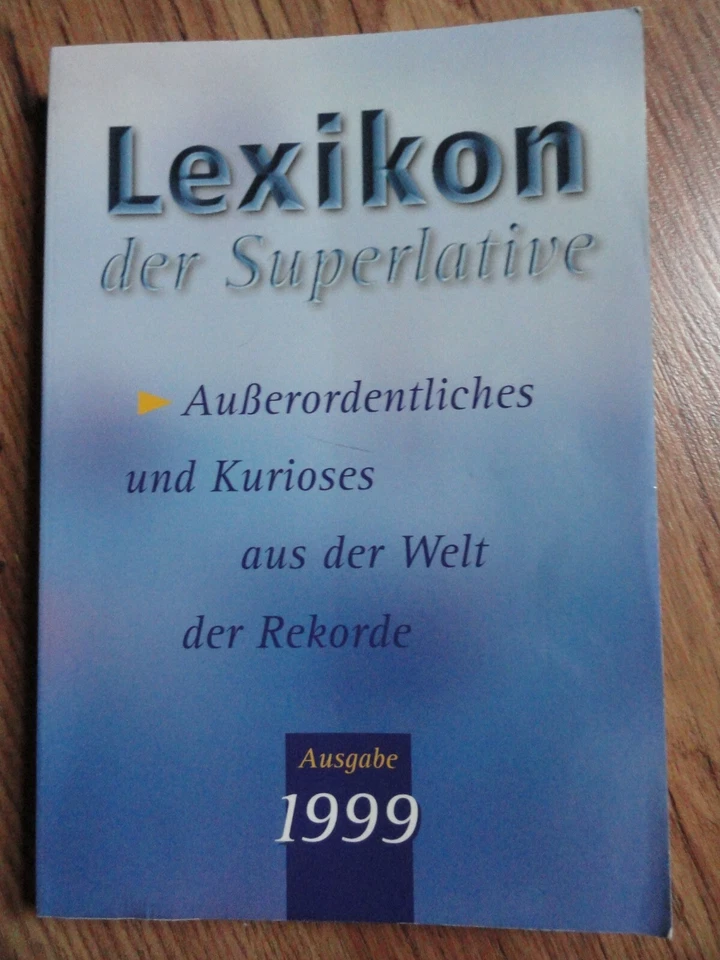 Lexikon
der Superlative
Außerordentliches
und Kurioses
aus der Welt
der Rekorde
Ausgabe
1999